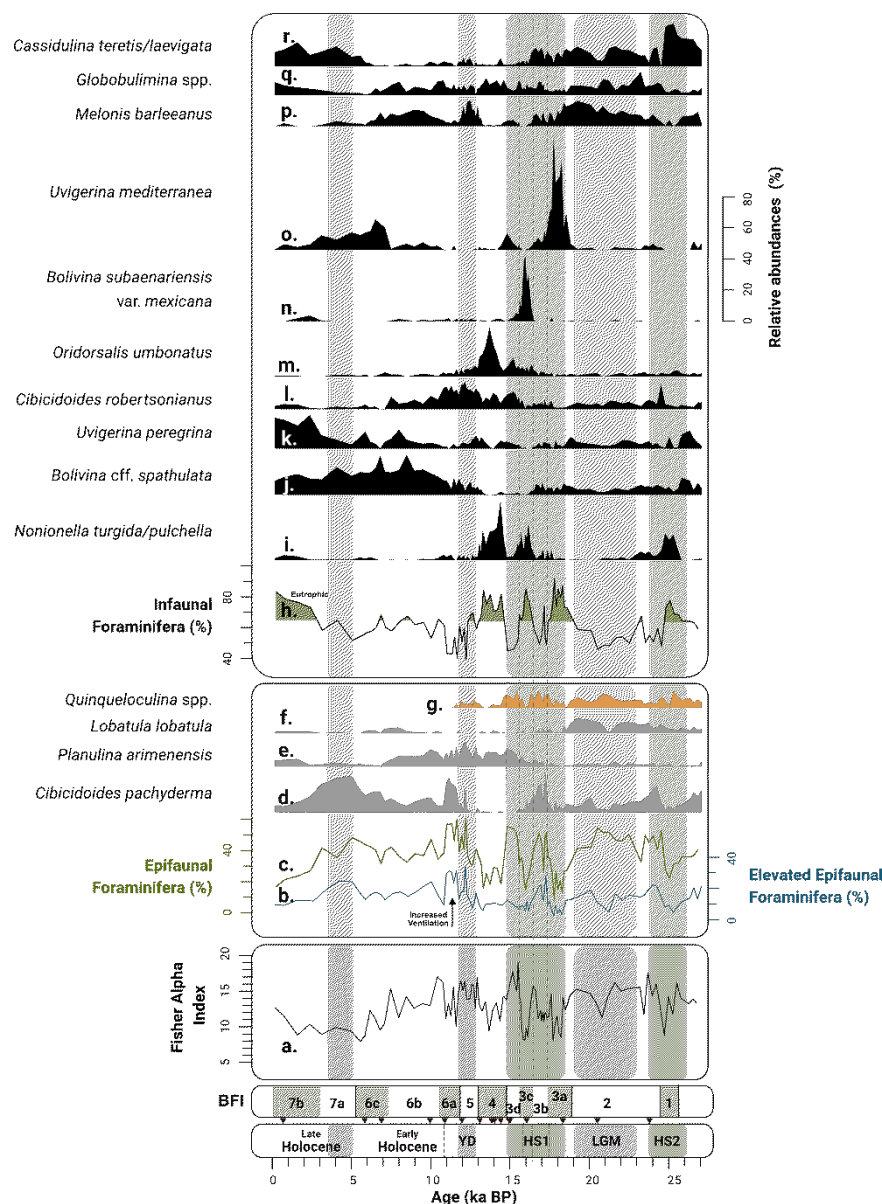 Cassidulina teretis/laevigata
r.
Globobulimina spp.
q.
Melonis barleeanus
p.
Uvigerina mediterranea
o.
80
60
40
20
0
Relative abundances (%)
Bolivina subaenariensis
var. mexicana
n.
Oridorsalis umbonatus
m.
Cibicidoides robertsonianus
l.
Uvigerina peregrina
k.
Bolivina cff. spathulata
j.
Nonionella turgida/pulchella
i.
Infaunal
Foraminifera (%)
80
60
40
Eutrophic
h.
Quinqueloculina spp.
g.
Lobatula lobatula
f.
Planulina arimenensis
e.
Cibicidoides pachyderma
d.
Epifaunal
Foraminifera (%)
40
20
0
c.
b.
Increased
Ventilation
40
20
0
Elevated Epifaunal
Foraminifera (%)
Fisher Alpha
Index
20
15
10
5
a.
BFI
7b 7a 6c 6b 6a 5 4 3d 3c 3b 3a 2 1
Late
Holocene
Early
Holocene
YD HS1 LGM HS2
0 5 10 15 20 25
Age (ka BP)